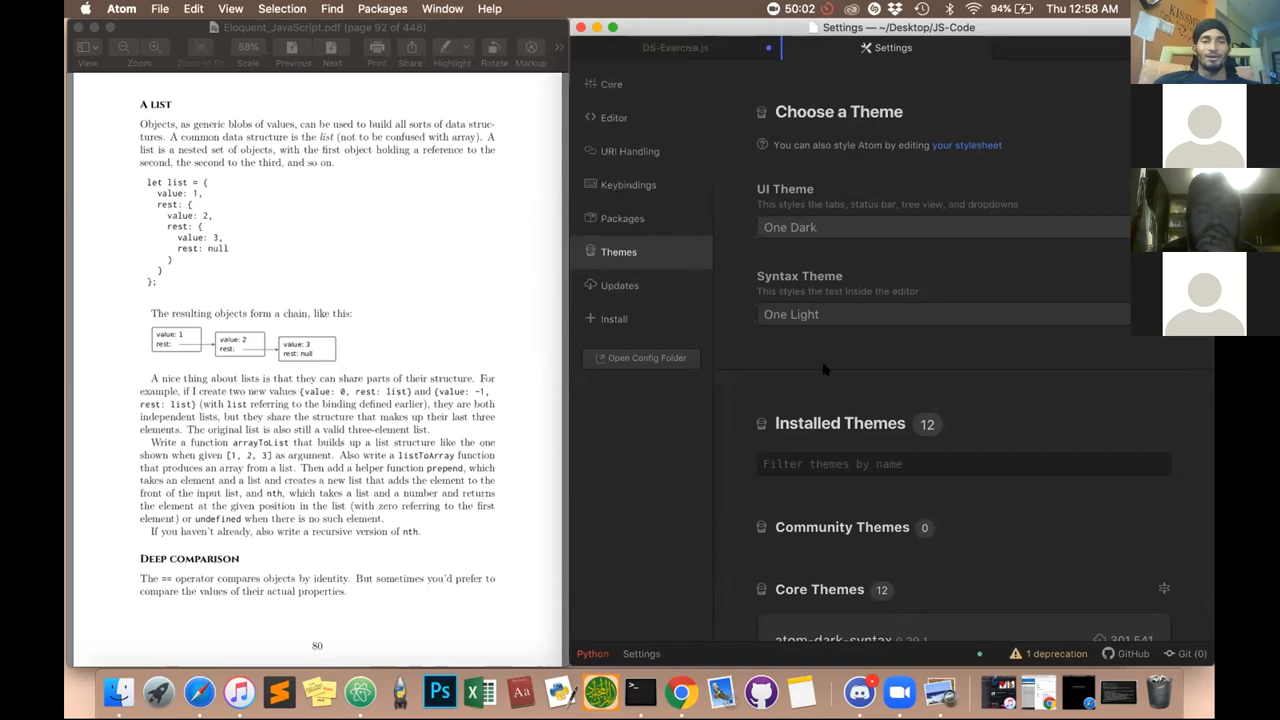 Atom File Edit View Selection Find Packages Window Help 50:02 94% Thu 12:58 AM
Eloquent_JavaScript.pdf (page 92 of 448)
58%
View Zoom Zoom to Fit Scale Previous Next Print Share Highlight Rotate Markup
A LIST
Objects, as generic blobs of values, can be used to build all sorts of data struc-
tures. A common data structure is the list (not to be confused with array). A
list is a nested set of objects, with the first object holding a reference to the
second, the second to the third, and so on.
let list = {
value: 1,
rest: {
value: 2,
rest: {
value: 3,
rest: null
}
}
};
The resulting objects form a chain, like this:
value: 1
rest:
value: 2
rest:
value: 3
rest: null
A nice thing about lists is that they can share parts of their structure. For
example, if I create two new values {value: 0, rest: list} and {value: -1,
rest: list} (with list referring to the binding defined earlier), they are both
independent lists, but they share the structure that makes up their last three
elements. The original list is also still a valid three-element list.
Write a function arrayToList that builds up a list structure like the one
shown when given [1, 2, 3] as argument. Also write a listToArray function
that produces an array from a list. Then add a helper function prepend, which
takes an element and a list and creates a new list that adds the element to the
front of the input list, and nth, which takes a list and a number and returns
the element at the given position in the list (with zero referring to the first
element) or undefined when there is no such element.
If you haven't already, also write a recursive version of nth.
DEEP COMPARISON
The == operator compares objects by identity. But sometimes you'd prefer to
compare the values of their actual properties.
80
Settings — ~/Desktop/JS-Code
DS-Exercise.js
Settings
Core
Editor
URI Handling
Keybindings
Packages
Themes
Updates
Install
Open Config Folder
Choose a Theme
You can also style Atom by editing your stylesheet
UI Theme
This styles the tabs, status bar, tree view, and dropdowns
One Dark
Syntax Theme
This styles the text inside the editor
One Light
Installed Themes 12
Filter themes by name
Community Themes 0
Core Themes 12
atom-dark-syntax 0.29.1 301,541
Python Settings 1 deprecation GitHub Git (0)